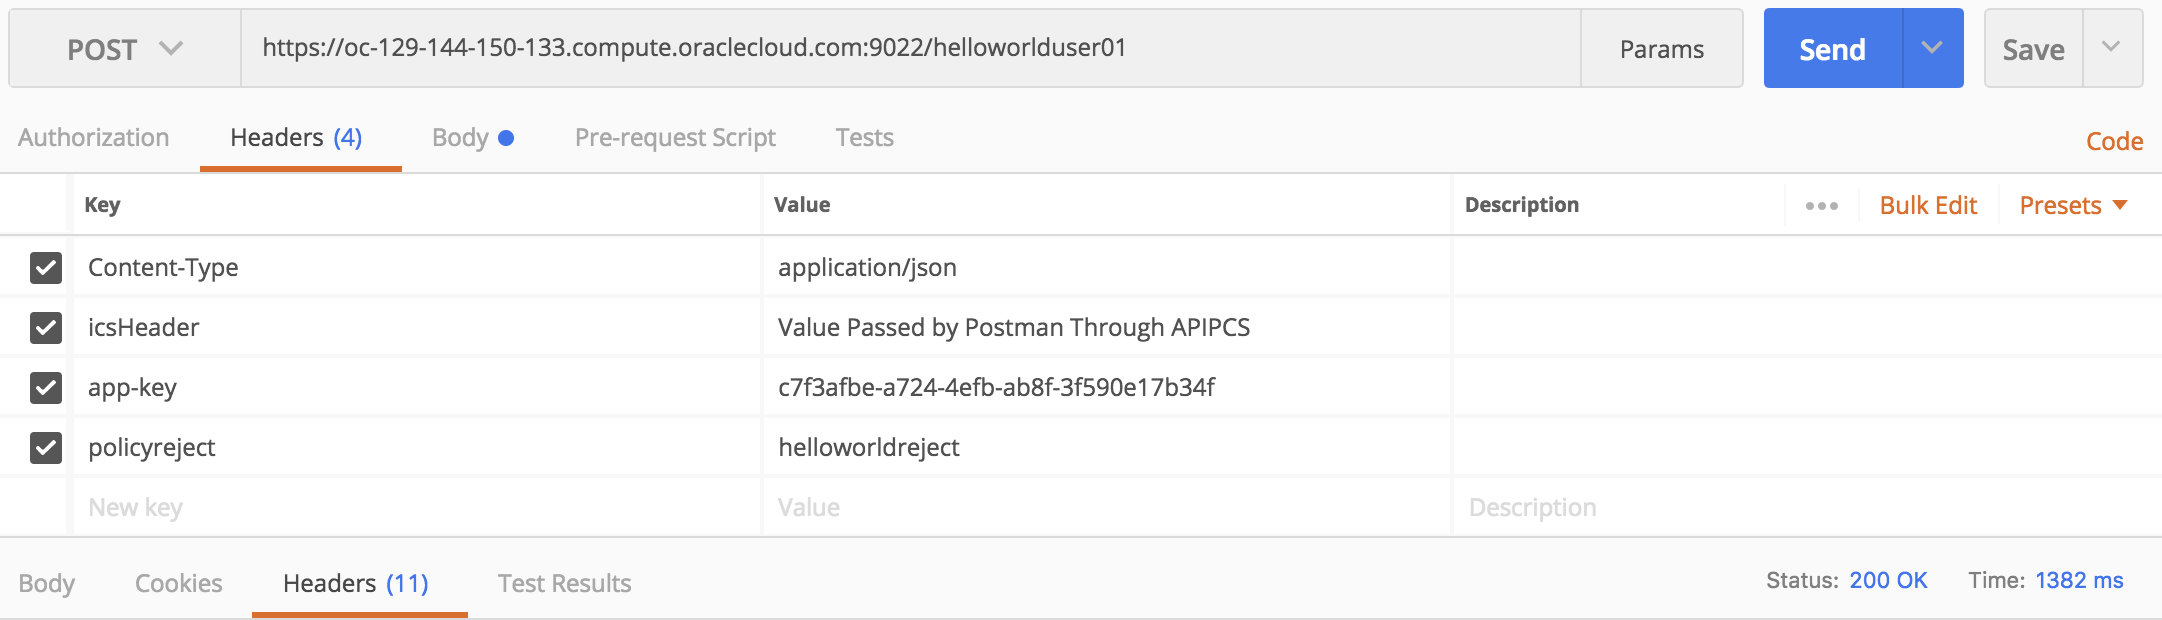 POST https://oc-129-144-150-133.compute.oraclecloud.com:9022/helloworlduser01 Params Send Save
Authorization Headers (4) Body Pre-request Script Tests Code
Key Value Description Bulk Edit Presets
Content-Type application/json
icsHeader Value Passed by Postman Through APIPCS
app-key c7f3afbe-a724-4efb-ab8f-3f590e17b34f
policyreject helloworldreject
New key Value Description
Body Cookies Headers (11) Test Results Status: 200 OK Time: 1382 ms